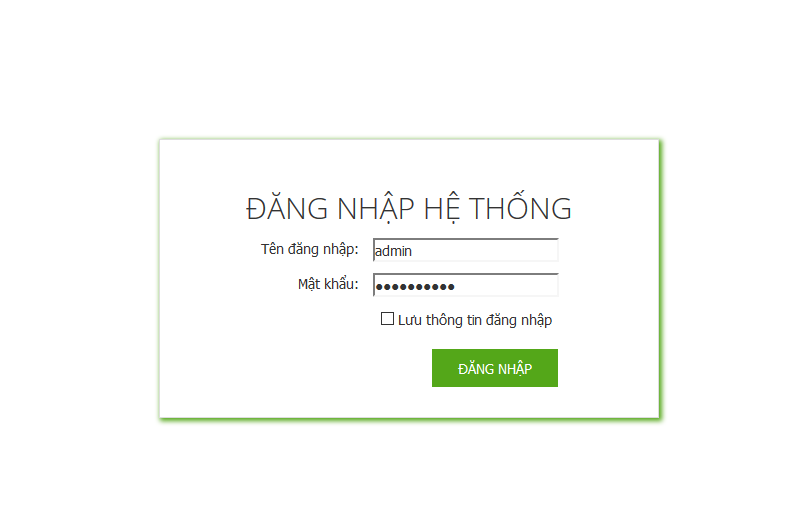 ĐĂNG NHẬP HỆ THỐNG
Tên đăng nhập: admin
Mật khẩu: ●●●●●●●●●●
Lưu thông tin đăng nhập
ĐĂNG NHẬP